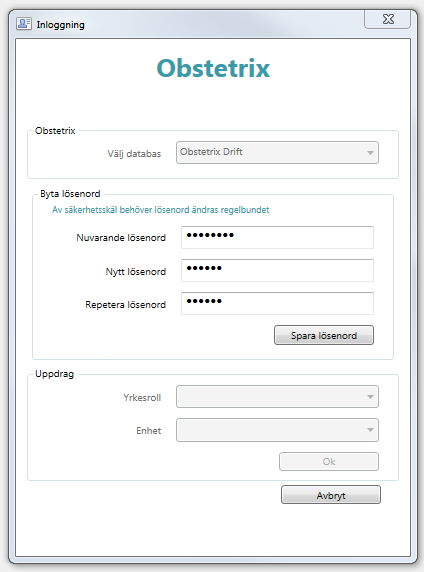 Inloggning
Obstetrix
Obstetrix
Välj databas Obstetrix Drift
Byta lösenord
Av säkerhetsskäl behöver lösenord ändras regelbundet
Nuvarande lösenord ••••••••
Nytt lösenord ••••••
Repetera lösenord ••••••
Spara lösenord
Uppdrag
Yrkesroll
Enhet
Ok
Avbryt